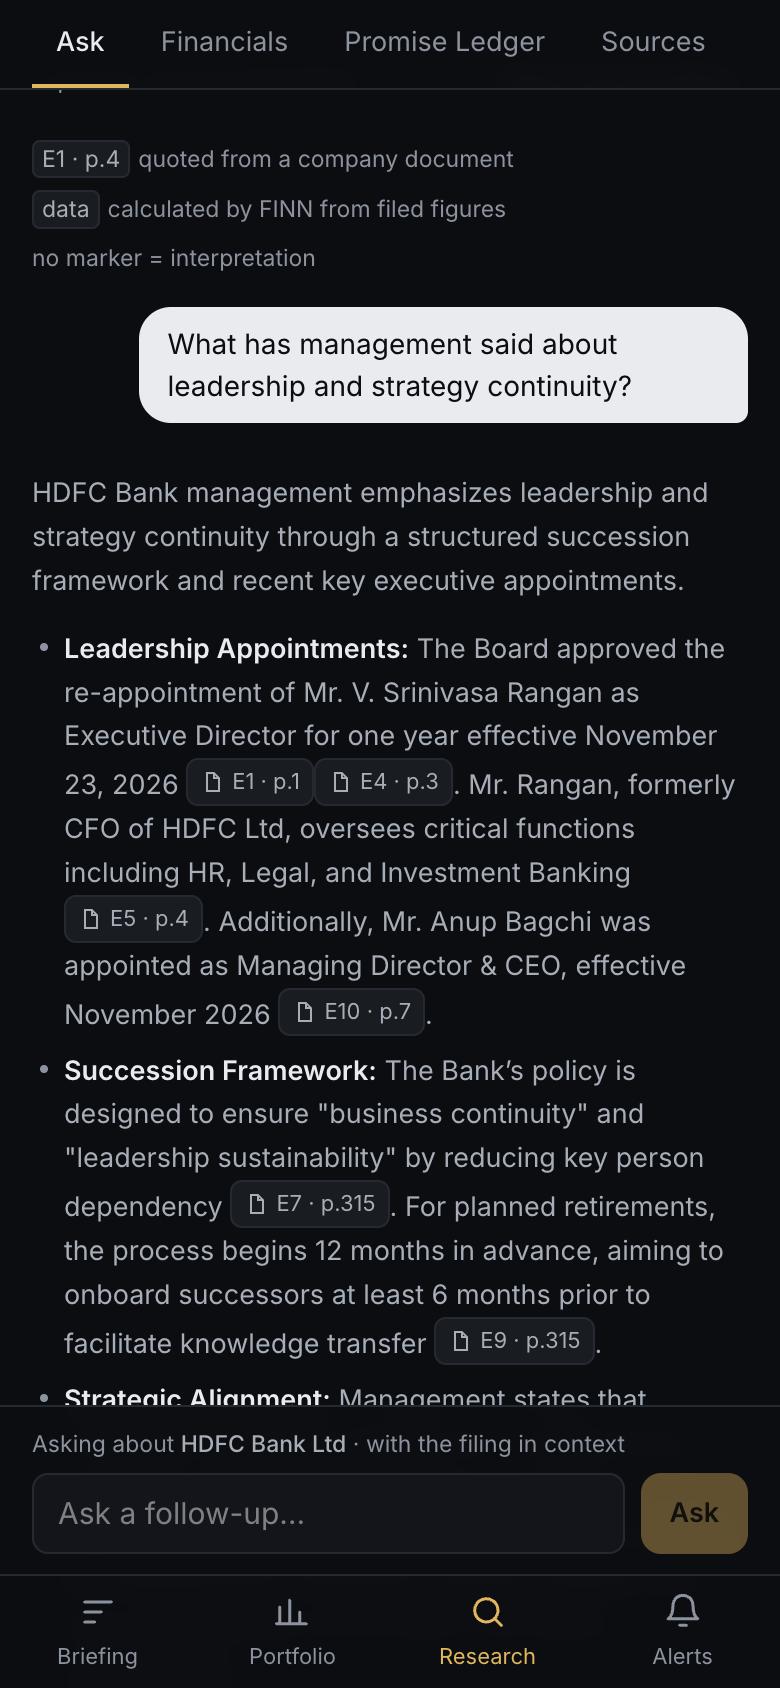 Ask Financials Promise Ledger Sources
E1 · p.4 quoted from a company document
data calculated by FINN from filed figures
no marker = interpretation
What has management said about
leadership and strategy continuity?
HDFC Bank management emphasizes leadership and
strategy continuity through a structured succession
framework and recent key executive appointments.
• Leadership Appointments: The Board approved the
re-appointment of Mr. V. Srinivasa Rangan as
Executive Director for one year effective November
23, 2026 E1 · p.1 E4 · p.3. Mr. Rangan, formerly
CFO of HDFC Ltd, oversees critical functions
including HR, Legal, and Investment Banking
E5 · p.4. Additionally, Mr. Anup Bagchi was
appointed as Managing Director & CEO, effective
November 2026 E10 · p.7.
• Succession Framework: The Bank’s policy is
designed to ensure "business continuity" and
"leadership sustainability" by reducing key person
dependency E7 · p.315. For planned retirements,
the process begins 12 months in advance, aiming to
onboard successors at least 6 months prior to
facilitate knowledge transfer E9 · p.315.
• Strategic Alignment: Management states that
Asking about HDFC Bank Ltd · with the filing in context
Ask a follow-up... Ask
Briefing Portfolio Research Alerts